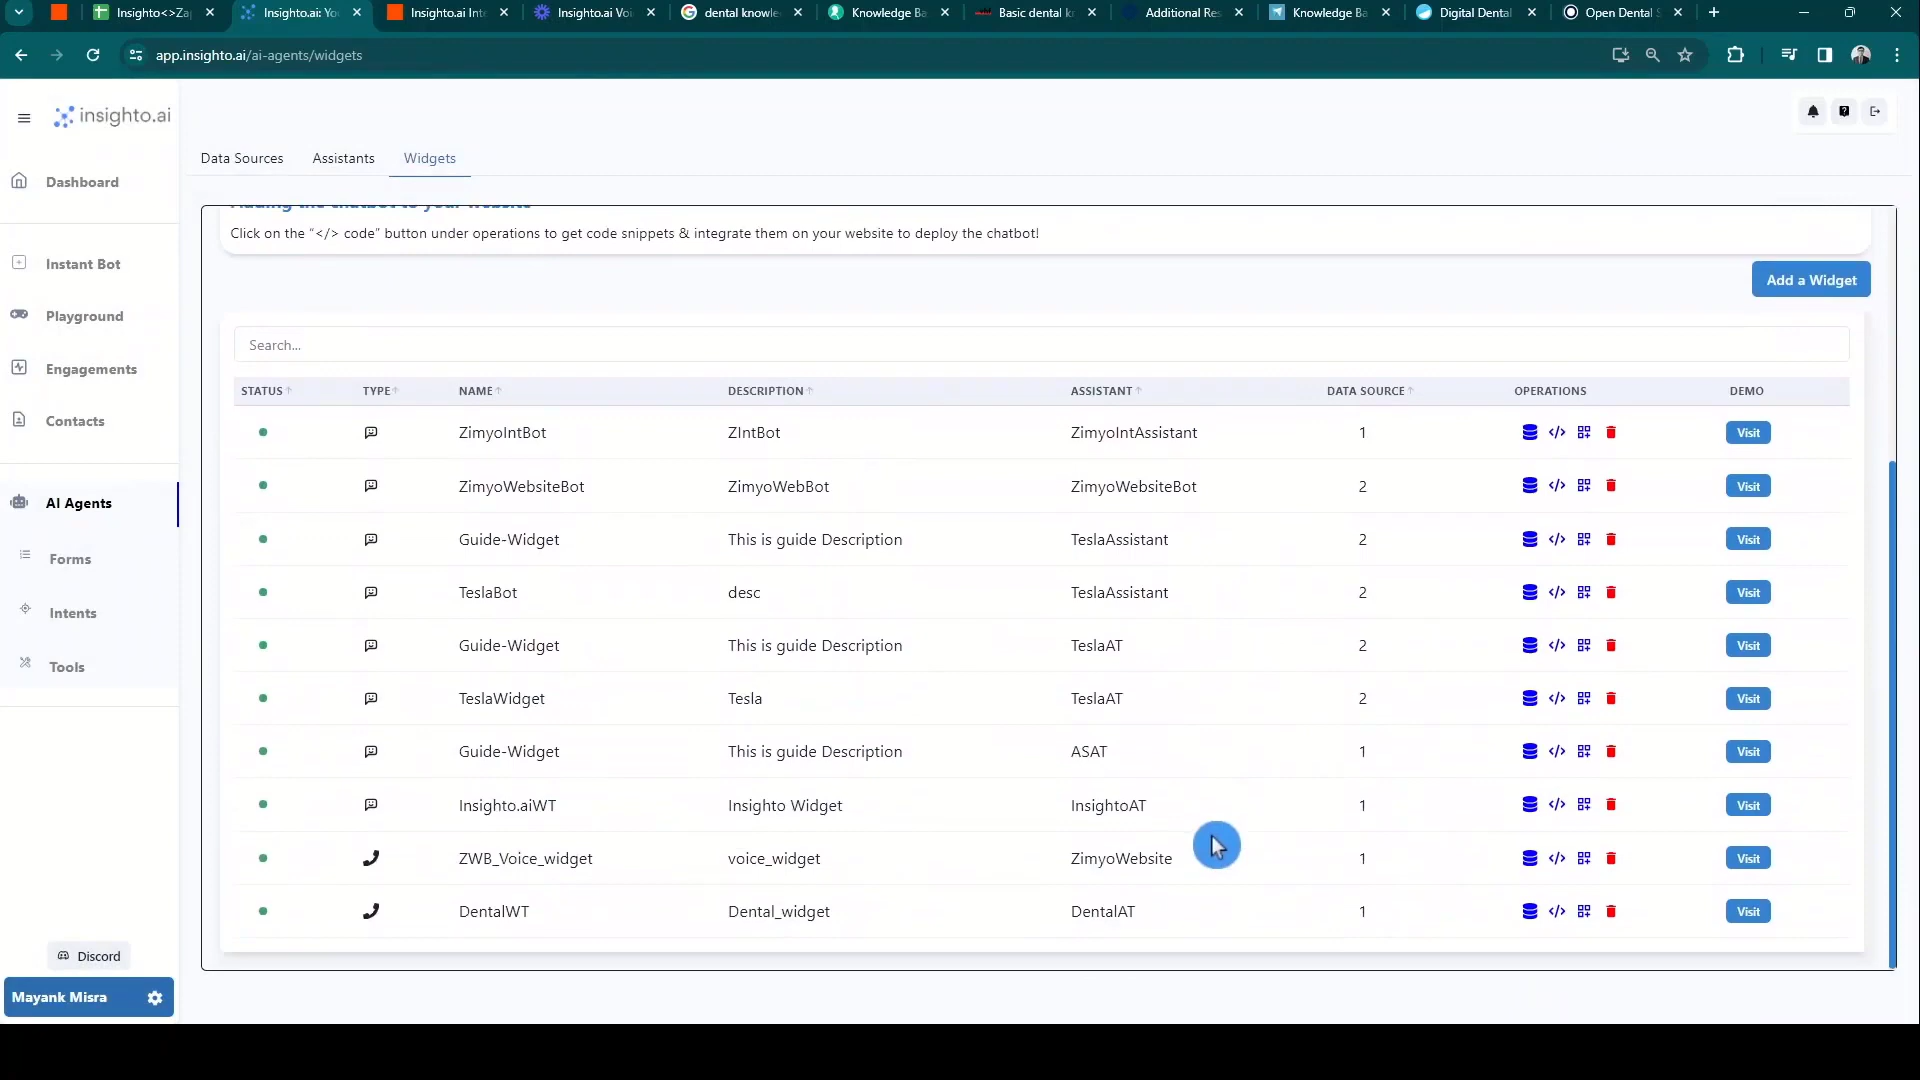 Insighto<>Zap
Insighto.ai: Yo
Insighto.ai Inte
Insighto.ai Voi
dental knowle
Knowledge Ba
Basic dental k
Additional Res
Knowledge Ba
Digital Dental
Open Dental S
app.insighto.ai/ai-agents/widgets
insighto.ai
Data Sources Assistants Widgets
Dashboard
Instant Bot
Playground
Engagements
Contacts
AI Agents
Forms
Intents
Tools
Discord
Mayank Misra
Adding the chatbot to your website
Click on the "</> code" button under operations to get code snippets & integrate them on your website to deploy the chatbot!
Add a Widget
Search...
STATUS TYPE NAME DESCRIPTION ASSISTANT DATA SOURCE OPERATIONS DEMO
ZimyoIntBot ZIntBot ZimyoIntAssistant 1 </> Visit
ZimyoWebsiteBot ZimyoWebBot ZimyoWebsiteBot 2 </> Visit
Guide-Widget This is guide Description TeslaAssistant 2 </> Visit
TeslaBot desc TeslaAssistant 2 </> Visit
Guide-Widget This is guide Description TeslaAT 2 </> Visit
TeslaWidget Tesla TeslaAT 2 </> Visit
Guide-Widget This is guide Description ASAT 1 </> Visit
Insighto.aiWT Insighto Widget InsightoAT 1 </> Visit
ZWB_Voice_widget voice_widget ZimyoWebsite 1 </> Visit
DentalWT Dental_widget DentalAT 1 </> Visit